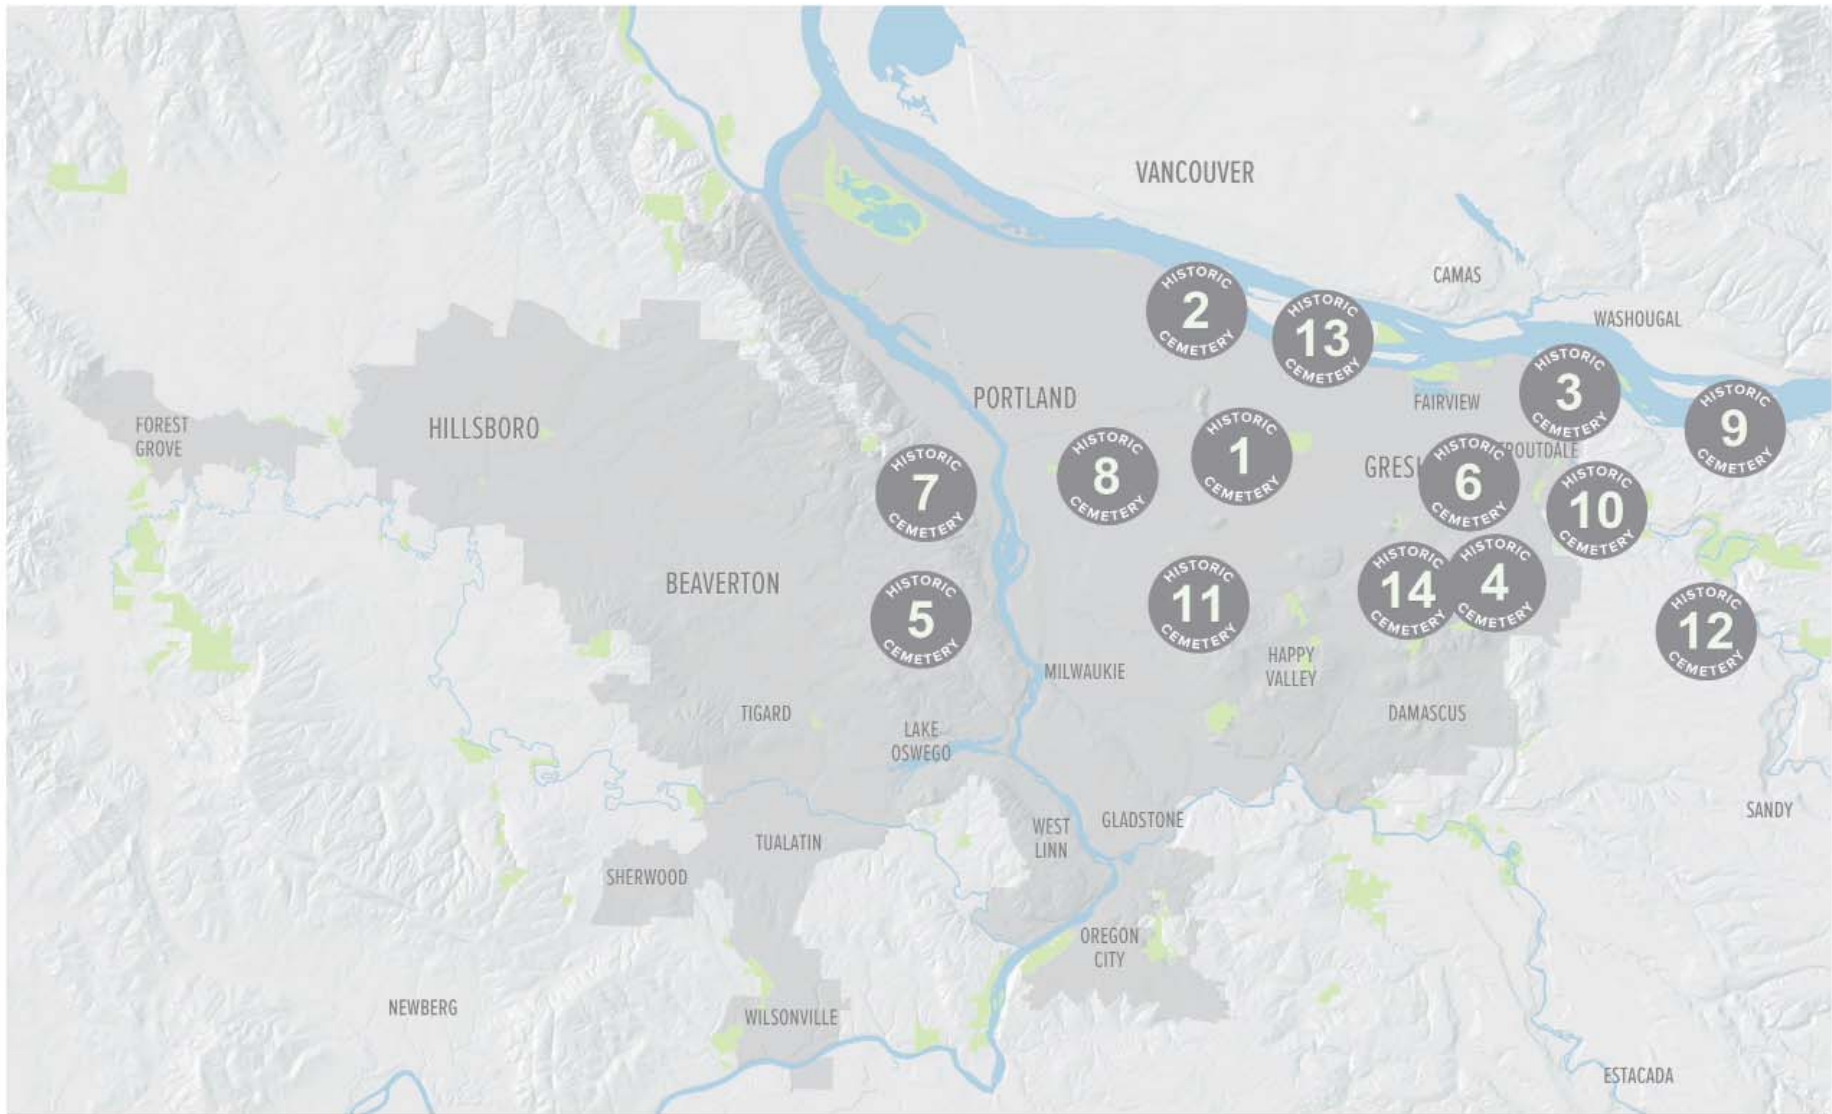 VANCOUVER
CAMAS
WASHOUGAL
HISTORIC
2
CEMETERY
HISTORIC
13
CEMETERY
HISTORIC
3
CEMETERY
HISTORIC
9
CEMETERY
PORTLAND
FAIRVIEW
FOREST
GROVE
HILLSBORO
HISTORIC
7
CEMETERY
HISTORIC
8
CEMETERY
HISTORIC
1
CEMETERY
GRES
HISTORIC
6
CEMETERY
ROUTDALE
HISTORIC
10
CEMETERY
BEAVERTON
HISTORIC
5
CEMETERY
HISTORIC
11
CEMETERY
HISTORIC
14
CEMETERY
HISTORIC
4
CEMETERY
HISTORIC
12
CEMETERY
MILWAUKIE
HAPPY
VALLEY
TIGARD
LAKE
OSWEGO
DAMASCUS
WEST
LINN
GLADSTONE
SANDY
TUALATIN
SHERWOOD
OREGON
CITY
NEWBERG
WILSONVILLE
ESTACADA